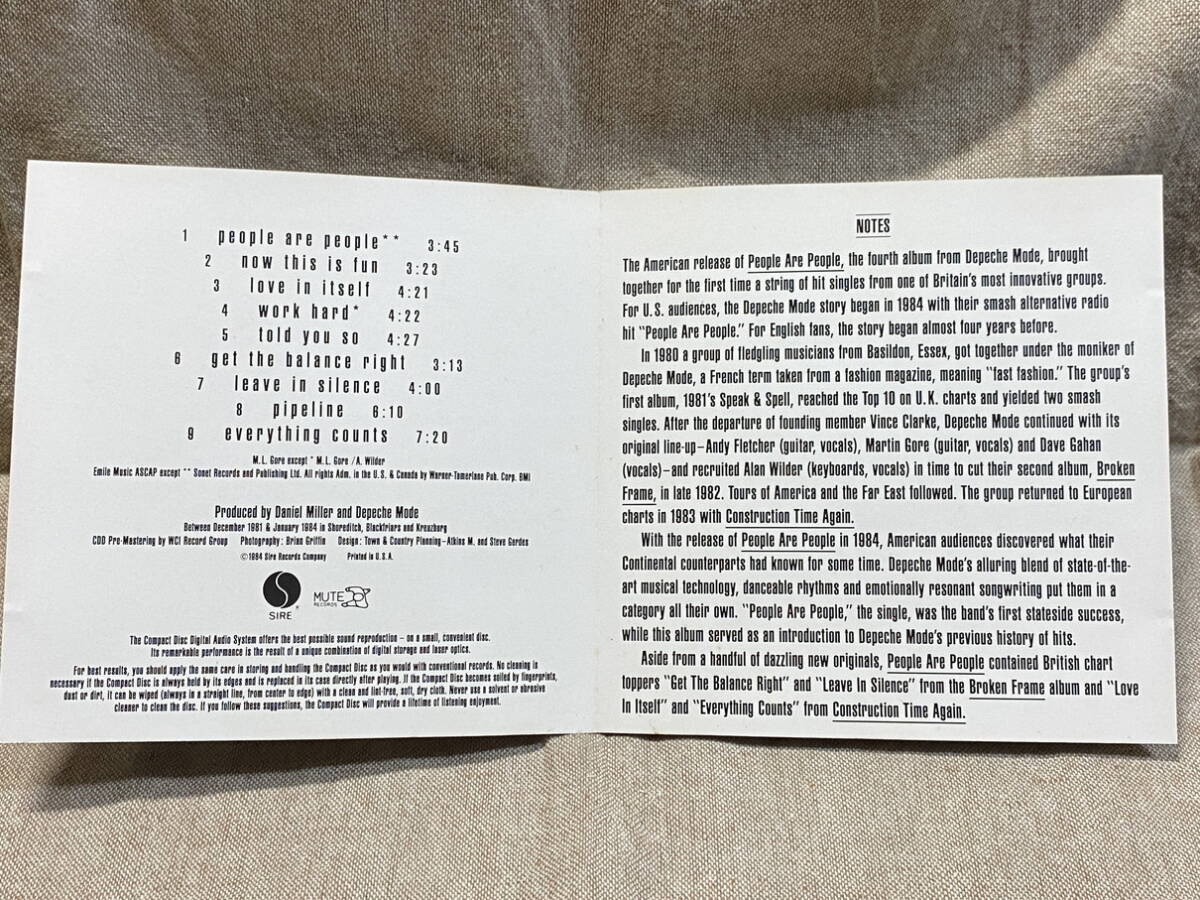 1 people are people** 3:45
2 now this is fun 3:23
3 love in itself 4:21
4 work hard* 4:22
5 told you so 4:27
6 get the balance right 3:13
7 leave in silence 4:00
8 pipeline 6:10
9 everything counts 7:20
M.L. Gore except * M.L. Gore / A. Wilder
Emile Music ASCAP except ** Sonet Records and Publishing Ltd. All rights Adm. in the U.S. & Canada by Warner-Tamerlane Pub. Corp. BMI
Produced by Daniel Miller and Depeche Mode
Between December 1981 & January 1984 in Shoreditch, Blackfriars and Kreuzberg
CDD Pre-Mastering by WCI Record Group Photography: Brian Griffin Design: Town & Country Planning-Atkins M. and Steve Gerdes
©1984 Sire Records Company Printed in U.S.A.
SIRE
MUTE
RECORDS
The Compact Disc Digital Audio System offers the best possible sound reproduction - on a small, convenient disc.
Its remarkable performance is the result of a unique combination of digital storage and laser optics.
For best results, you should apply the same care in storing and handling the Compact Disc as you would with conventional records. No cleaning is
necessary if the Compact Disc is always held by its edges and is replaced in its case directly after playing. If the Compact Disc becomes soiled by fingerprints,
dust or dirt, it can be wiped (always in a straight line, from center to edge) with a clean and lint-free, soft, dry cloth. Never use a solvent or abrasive
cleaner to clean the disc. If you follow these suggestions, the Compact Disc will provide a lifetime of listening enjoyment.
NOTES
The American release of People Are People, the fourth album from Depeche Mode, brought
together for the first time a string of hit singles from one of Britain's most innovative groups.
For U.S. audiences, the Depeche Mode story began in 1984 with their smash alternative radio
hit "People Are People." For English fans, the story began almost four years before.
In 1980 a group of fledgling musicians from Basildon, Essex, got together under the moniker of
Depeche Mode, a French term taken from a fashion magazine, meaning "fast fashion." The group's
first album, 1981's Speak & Spell, reached the Top 10 on U.K. charts and yielded two smash
singles. After the departure of founding member Vince Clarke, Depeche Mode continued with its
original line-up-Andy Fletcher (guitar, vocals), Martin Gore (guitar, vocals) and Dave Gahan
(vocals)-and recruited Alan Wilder (keyboards, vocals) in time to cut their second album, Broken
Frame, in late 1982. Tours of America and the Far East followed. The group returned to European
charts in 1983 with Construction Time Again.
With the release of People Are People in 1984, American audiences discovered what their
Continental counterparts had known for some time. Depeche Mode's alluring blend of state-of-the-
art musical technology, danceable rhythms and emotionally resonant songwriting put them in a
category all their own. "People Are People," the single, was the band's first stateside success,
while this album served as an introduction to Depeche Mode's previous history of hits.
Aside from a handful of dazzling new originals, People Are People contained British chart
toppers "Get The Balance Right" and "Leave In Silence" from the Broken Frame album and "Love
In Itself" and "Everything Counts" from Construction Time Again.